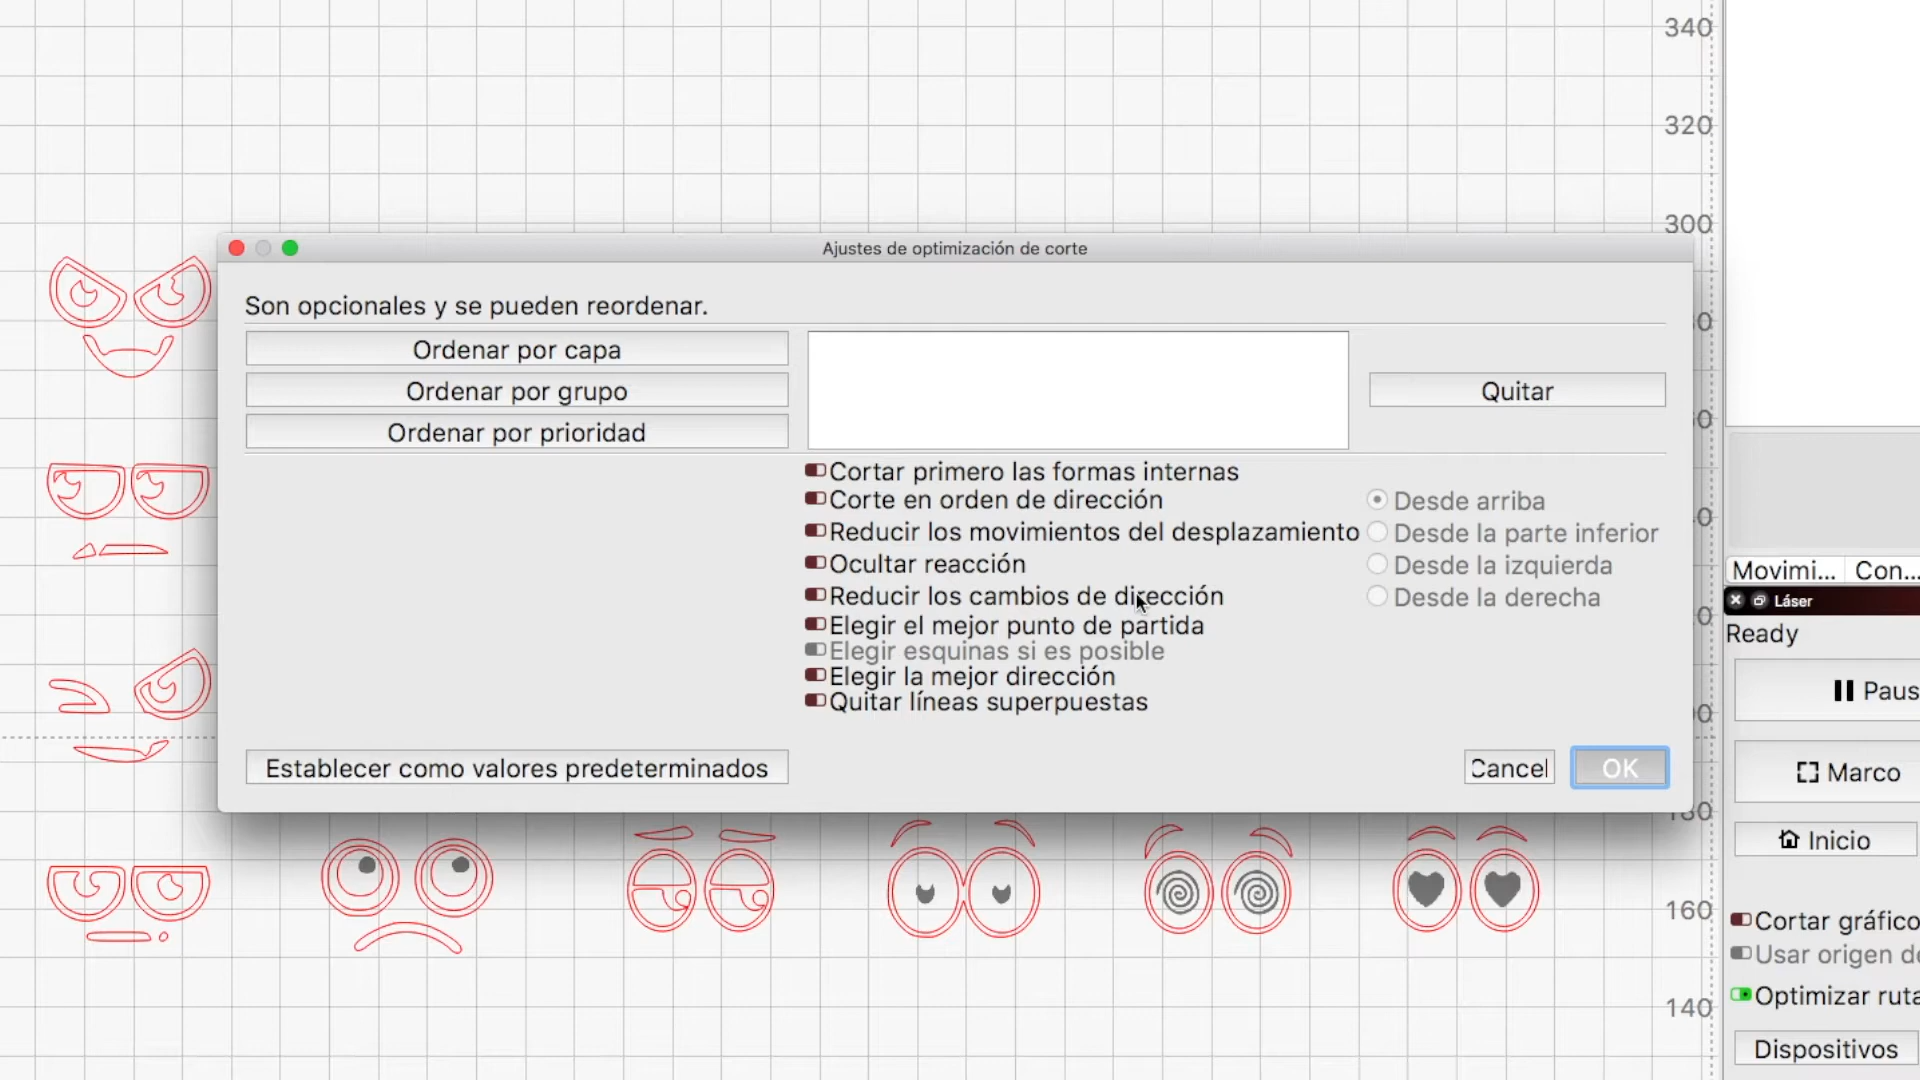 340
320
300
Ajustes de optimización de corte
Son opcionales y se pueden reordenar.
Ordenar por capa
Ordenar por grupo
Ordenar por prioridad
Quitar
Cortar primero las formas internas
Corte en orden de dirección
Desde arriba
Reducir los movimientos del desplazamiento
Desde la parte inferior
Ocultar reacción
Desde la izquierda
Reducir los cambios de dirección
Desde la derecha
Elegir el mejor punto de partida
Elegir esquinas si es posible
Elegir la mejor dirección
Quitar líneas superpuestas
Establecer como valores predeterminados
Cancel
OK
160
140
Movimi... Con...
Láser
Ready
Paus
Marco
Inicio
Cortar gráfico
Usar origen de
Optimizar ruta
Dispositivos